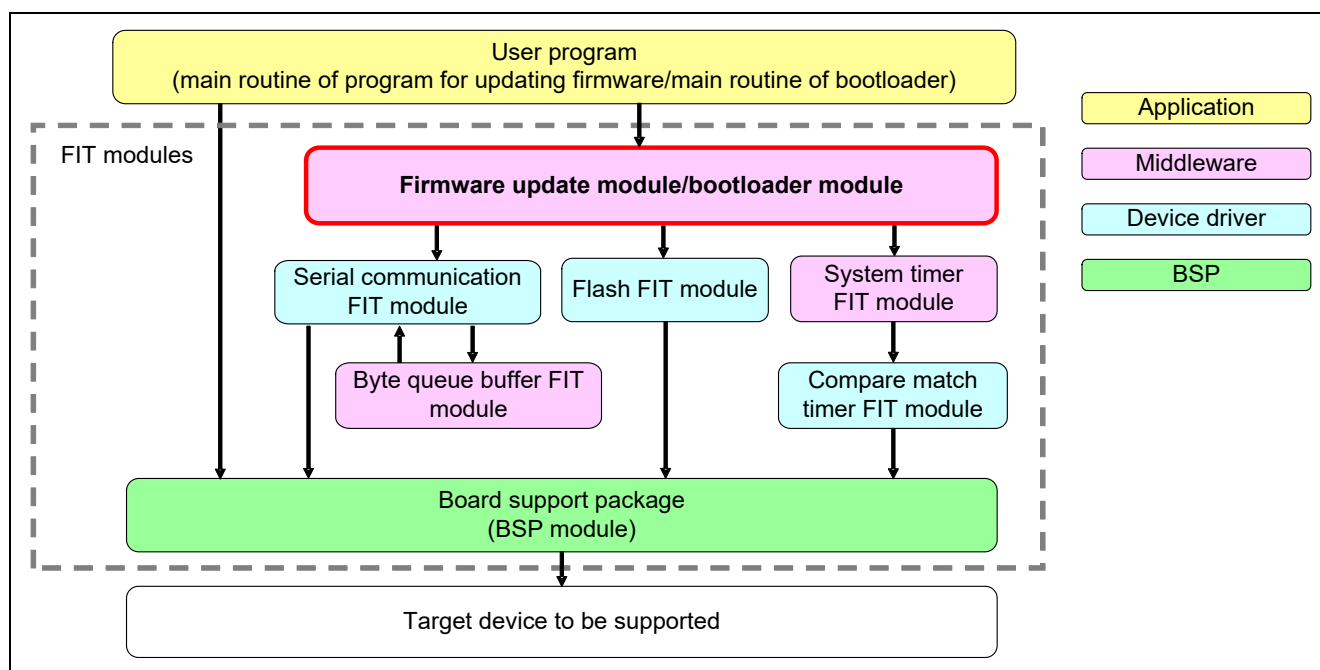 User program
(main routine of program for updating firmware/main routine of bootloader)
FIT modules
Firmware update module/bootloader module
Serial communication
FIT module
Flash FIT module
System timer
FIT module
Byte queue buffer FIT
module
Compare match
timer FIT module
Board support package
(BSP module)
Target device to be supported
Application
Middleware
Device driver
BSP